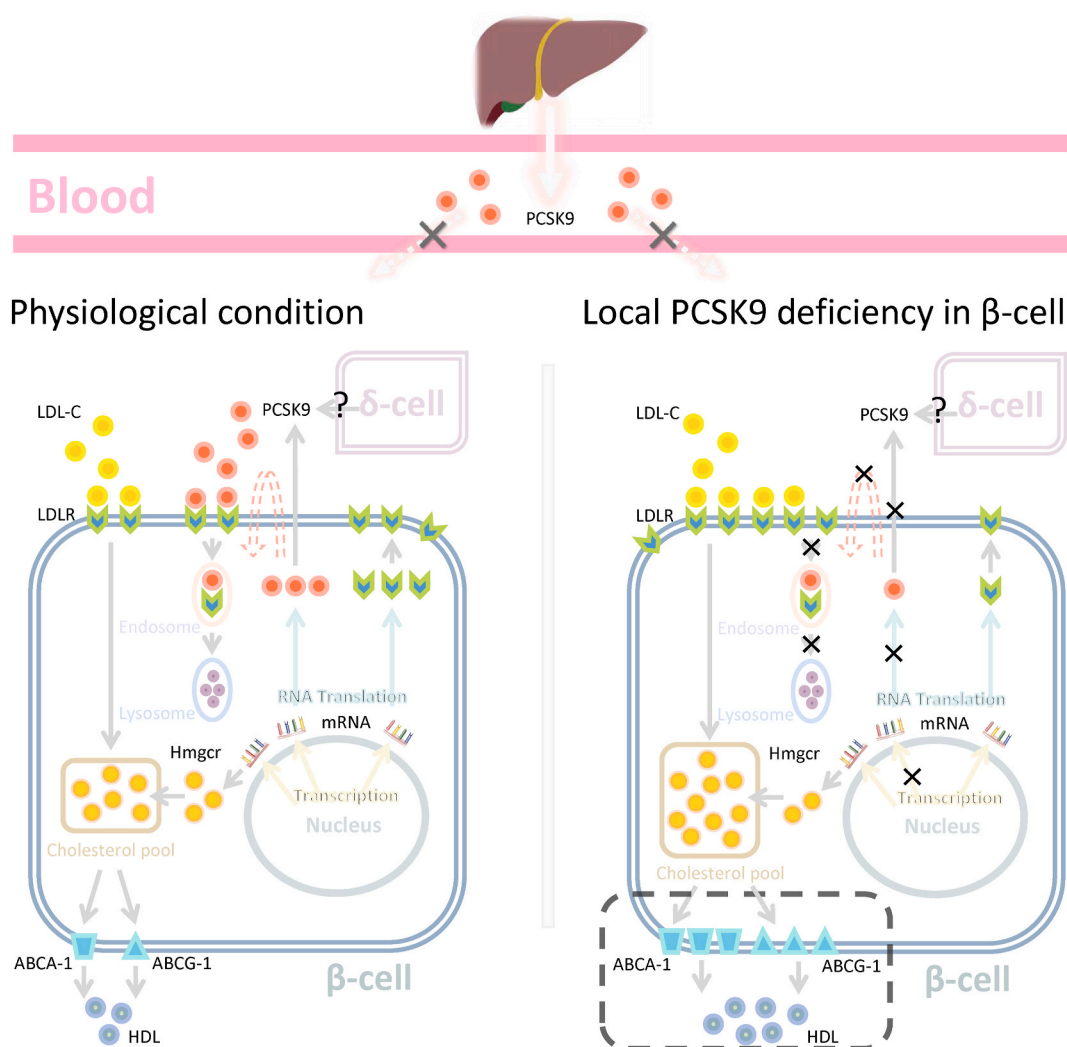 Blood
PCSK9
Physiological condition
Local PCSK9 deficiency in β-cell
LDL-C
PCSK9
?
δ-cell
LDLR
Endosome
Lysosome
RNA Translation
mRNA
Hmgcr
Transcription
Nucleus
Cholesterol pool
ABCA-1
ABCG-1
β-cell
HDL
LDL-C
PCSK9
?
δ-cell
LDLR
Endosome
Lysosome
RNA Translation
mRNA
Hmgcr
Transcription
Nucleus
Cholesterol pool
ABCA-1
ABCG-1
β-cell
HDL